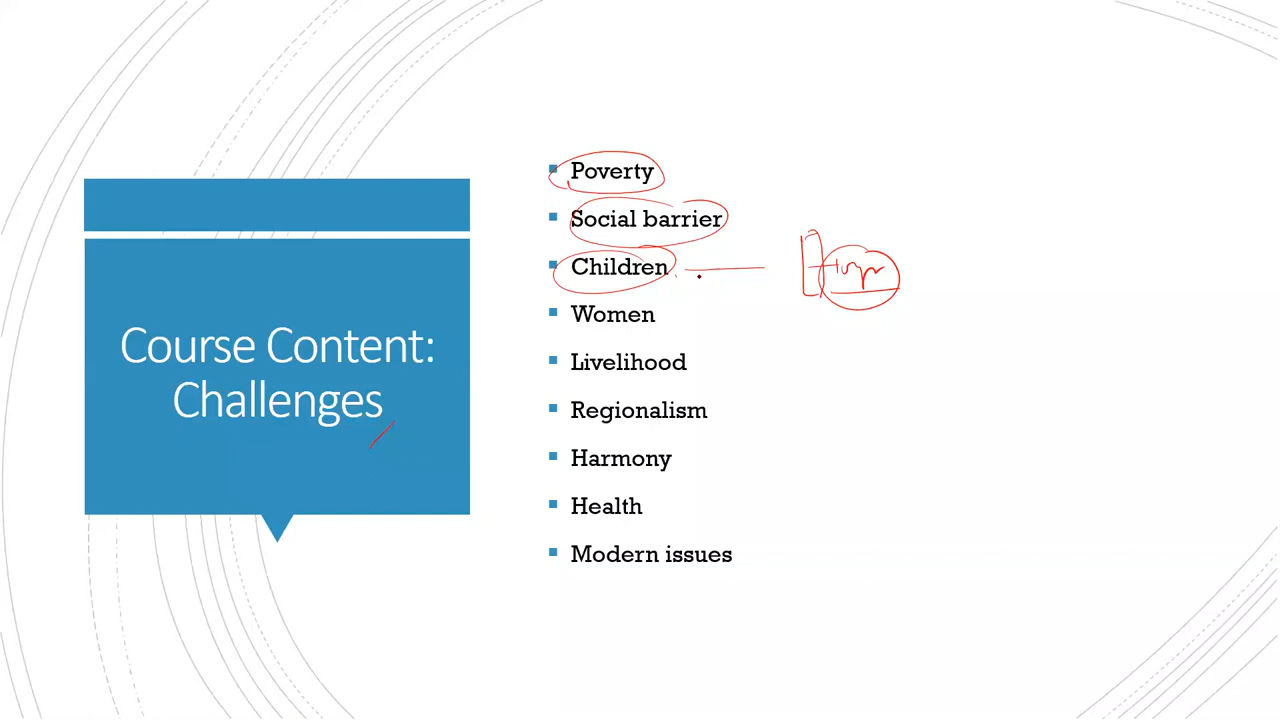 Course Content:
Challenges
Poverty
Social barrier
Children
Women
Livelihood
Regionalism
Harmony
Health
Modern issues